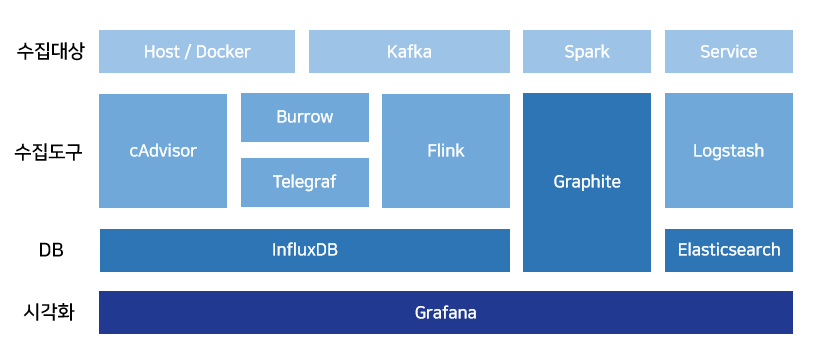 수집대상
Host / Docker
Kafka
Spark
Service
수집도구
cAdvisor
Burrow
Telegraf
Flink
Graphite
Logstash
DB
InfluxDB
Elasticsearch
시각화
Grafana